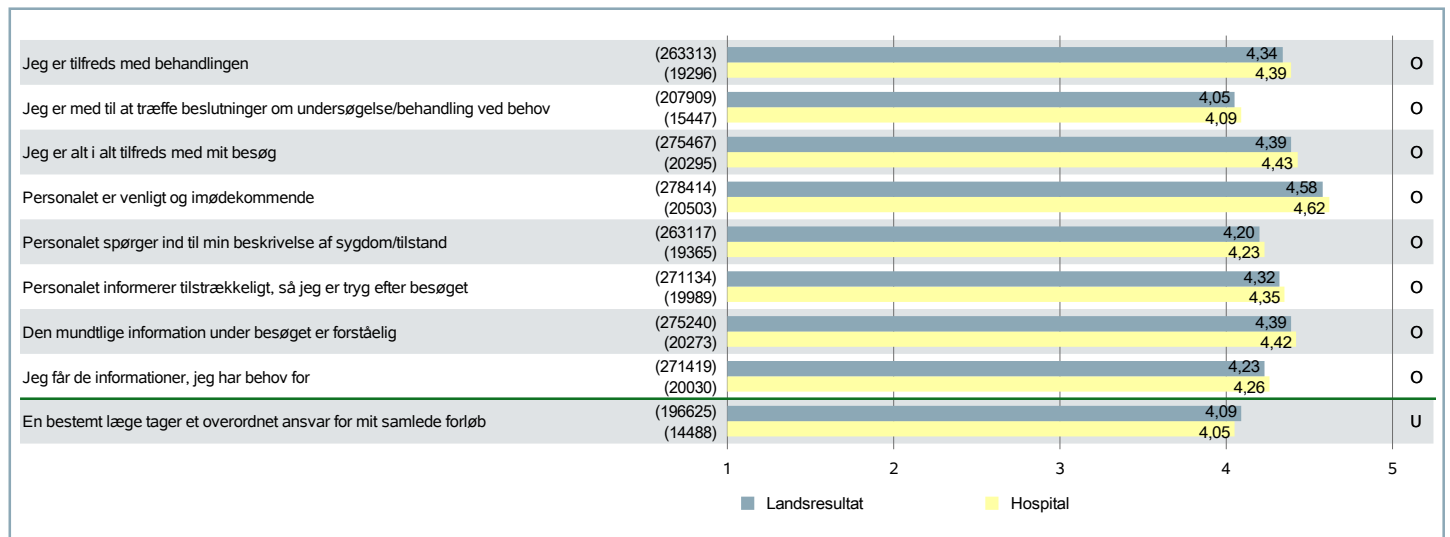 Jeg er tilfreds med behandlingen
(263313)
(19296)
4,34
4,39
O
Jeg er med til at træffe beslutninger om undersøgelse/behandling ved behov
(207909)
(15447)
4,05
4,09
O
Jeg er alt i alt tilfreds med mit besøg
(275467)
(20295)
4,39
4,43
O
Personalet er venligt og imødekommende
(278414)
(20503)
4,58
4,62
O
Personalet spørger ind til min beskrivelse af sygdom/tilstand
(263117)
(19365)
4,20
4,23
O
Personalet informerer tilstrækkeligt, så jeg er tryg efter besøget
(271134)
(19989)
4,32
4,35
O
Den mundtlige information under besøget er forståelig
(275240)
(20273)
4,39
4,42
O
Jeg får de informationer, jeg har behov for
(271419)
(20030)
4,23
4,26
O
En bestemt læge tager et overordnet ansvar for mit samlede forløb
(196625)
(14488)
4,09
4,05
U
1 2 3 4 5
Landsresultat Hospital